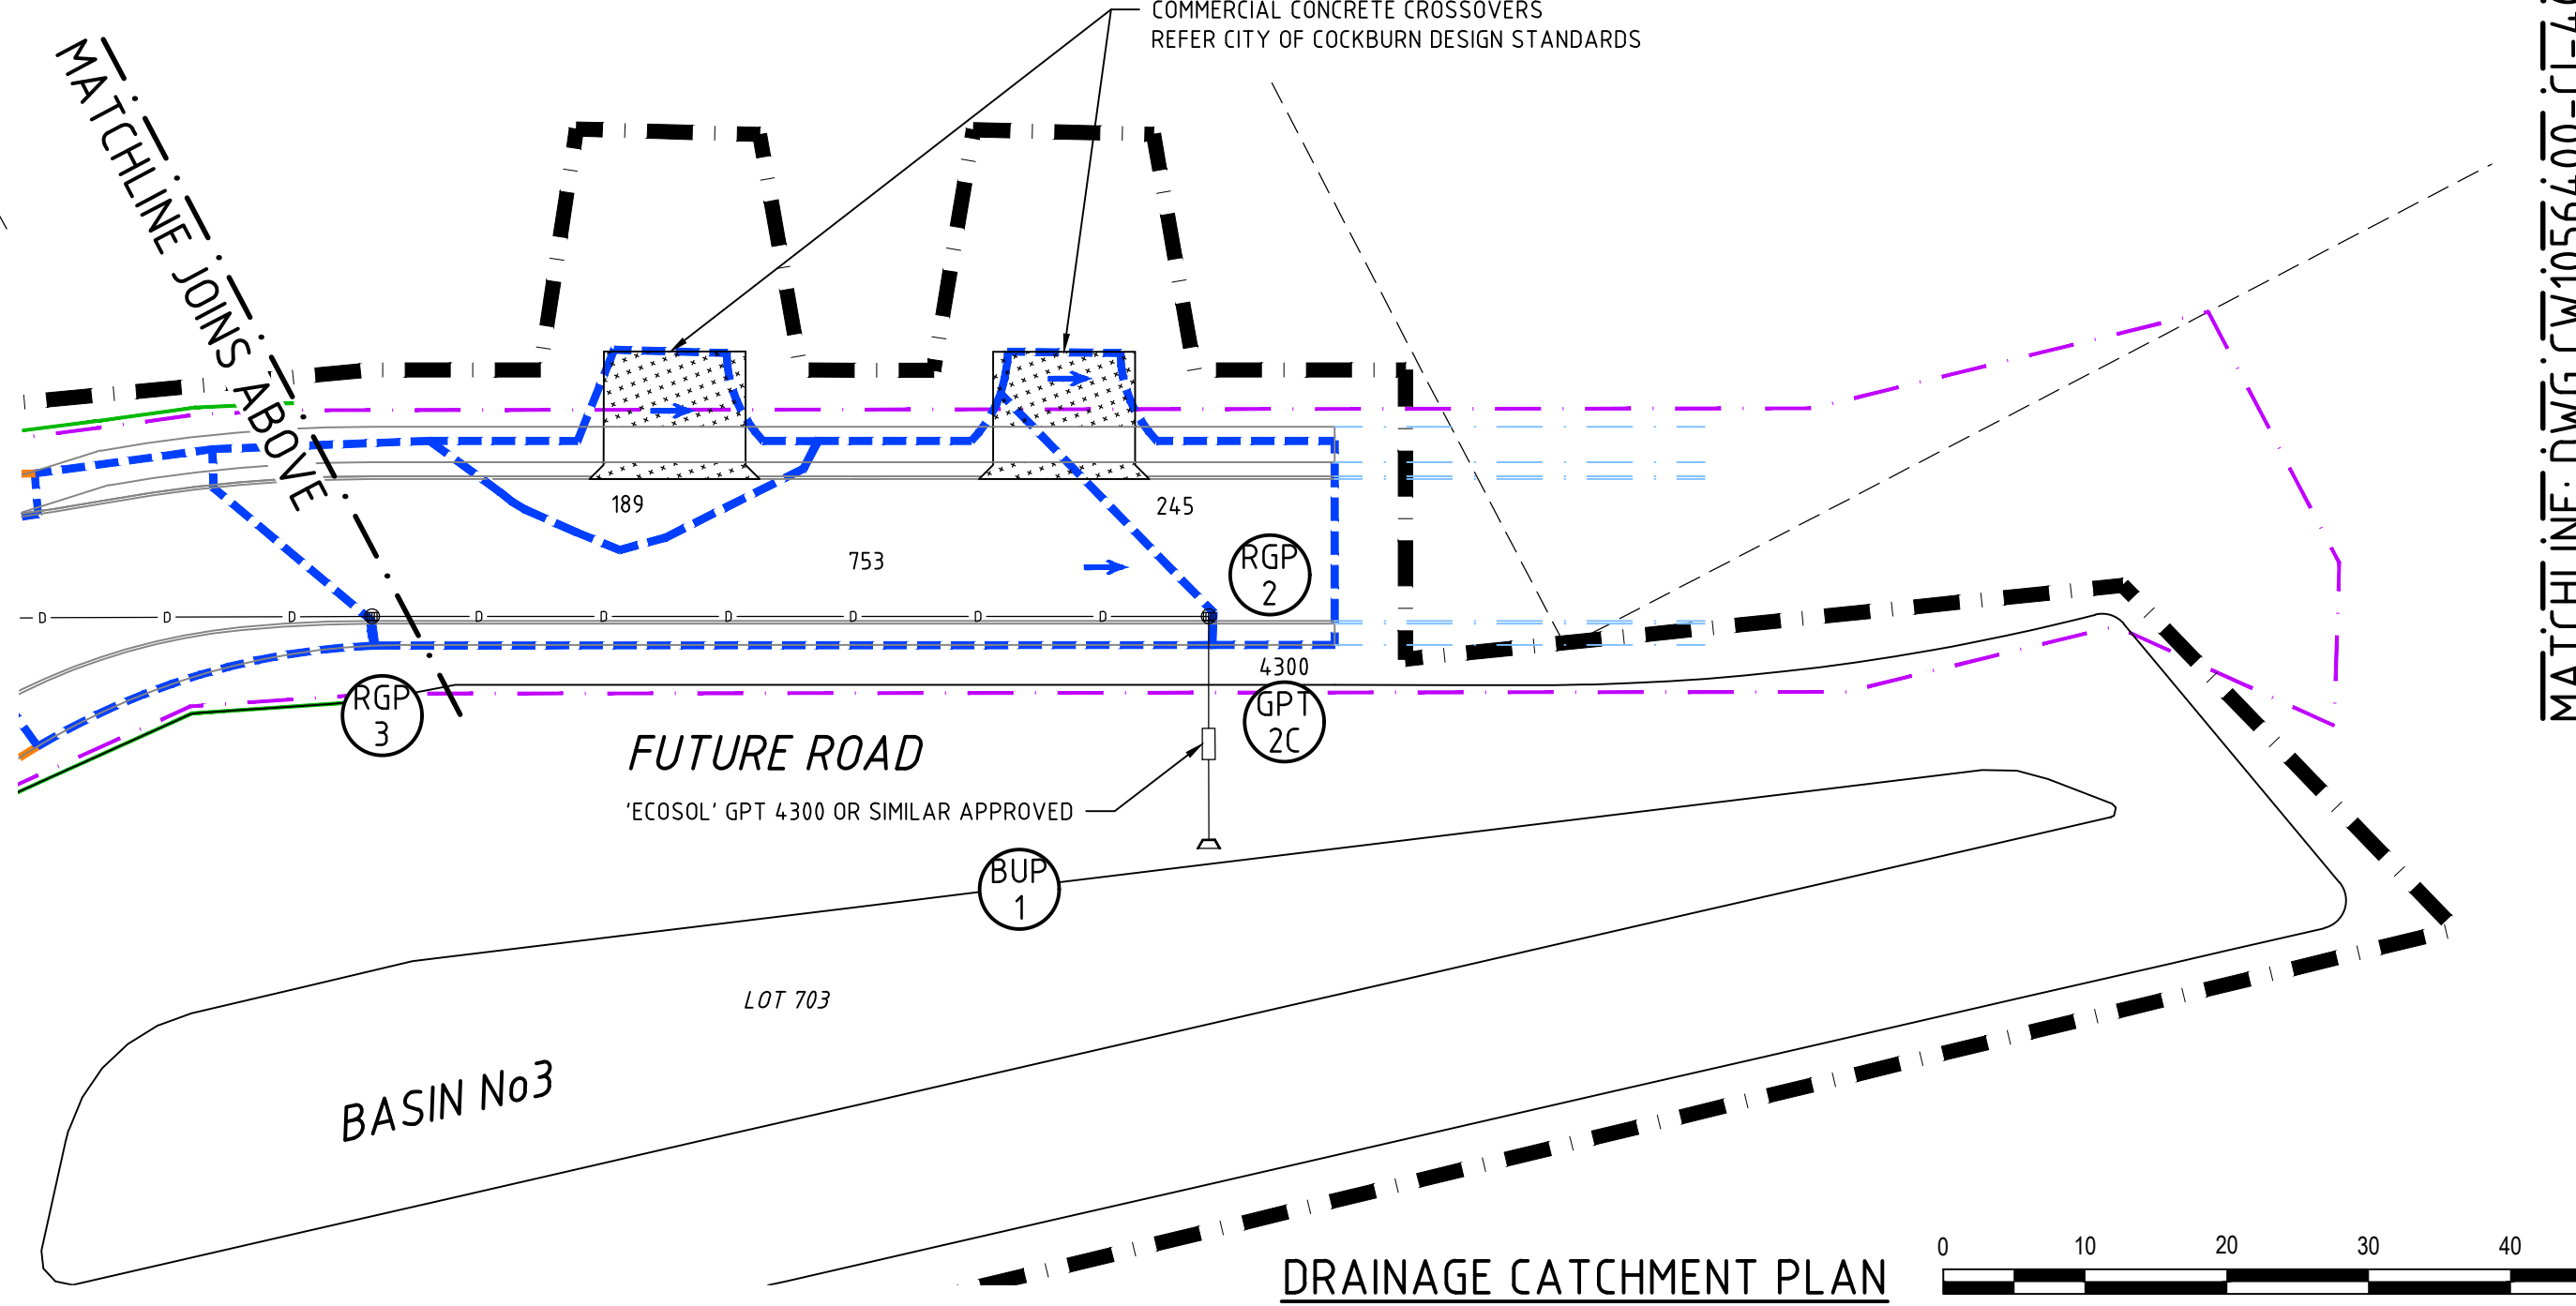 COMMERCIAL CONCRETE CROSSOVERS
REFER CITY OF COCKBURN DESIGN STANDARDS
MATCHLINE JOINS ABOVE
189
245
753
RGP
2
D D D D D D D D D
4300
RGP
3
GPT
2C
FUTURE ROAD
'ECOSOL' GPT 4300 OR SIMILAR APPROVED
BUP
1
LOT 703
BASIN No3
DRAINAGE CATCHMENT PLAN
0 10 20 30 40